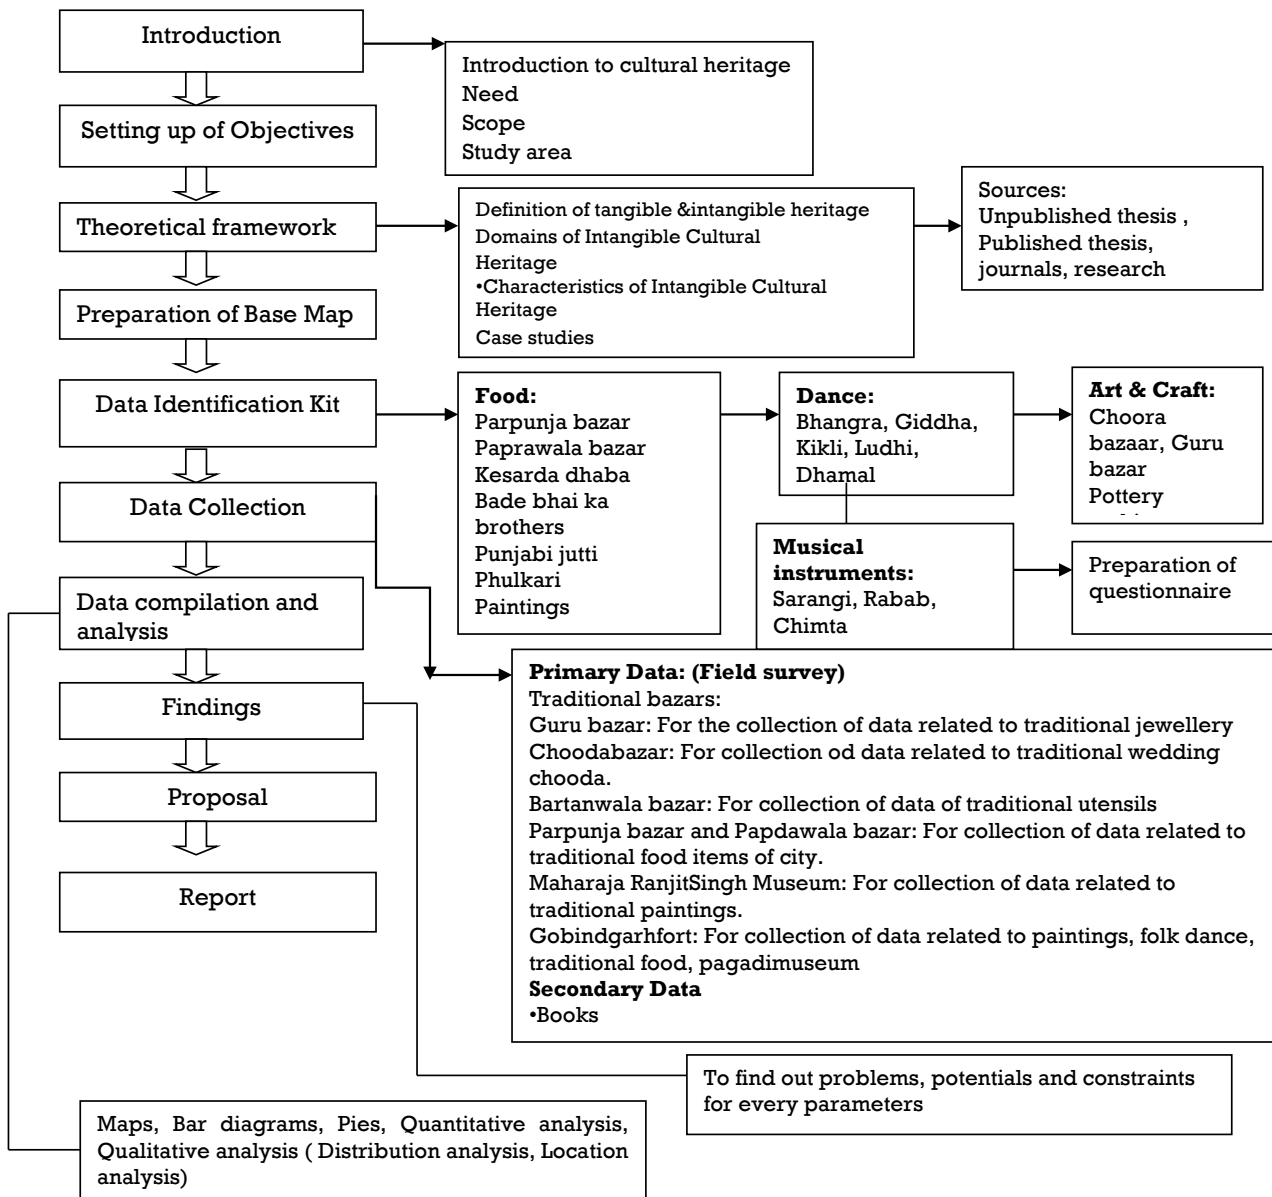 Introduction
Introduction to cultural heritage
Need
Scope
Study area
Setting up of Objectives
Theoretical framework
Definition of tangible &intangible heritage
Domains of Intangible Cultural
Heritage
•Characteristics of Intangible Cultural
Heritage
Case studies
Sources:
Unpublished thesis ,
Published thesis,
journals, research
Preparation of Base Map
Data Identification Kit
Food:
Parpunja bazar
Paprawala bazar
Kesarda dhaba
Bade bhai ka
brothers
Punjabi jutti
Phulkari
Paintings
Dance:
Bhangra, Giddha,
Kikli, Ludhi,
Dhamal
Art & Craft:
Choora
bazaar, Guru
bazar
Pottery
Musical
instruments:
Sarangi, Rabab,
Chimta
Preparation of
questionnaire
Data Collection
Primary Data: (Field survey)
Traditional bazars:
Guru bazar: For the collection of data related to traditional jewellery
Choodabazar: For collection od data related to traditional wedding
chooda.
Bartanwala bazar: For collection of data of traditional utensils
Parpunja bazar and Papdawala bazar: For collection of data related to
traditional food items of city.
Maharaja RanjitSingh Museum: For collection of data related to
traditional paintings.
Gobindgarhfort: For collection of data related to paintings, folk dance,
traditional food, pagadimuseum
Secondary Data
•Books
Data compilation and
analysis
Findings
Proposal
Report
To find out problems, potentials and constraints
for every parameters
Maps, Bar diagrams, Pies, Quantitative analysis,
Qualitative analysis ( Distribution analysis, Location
analysis)